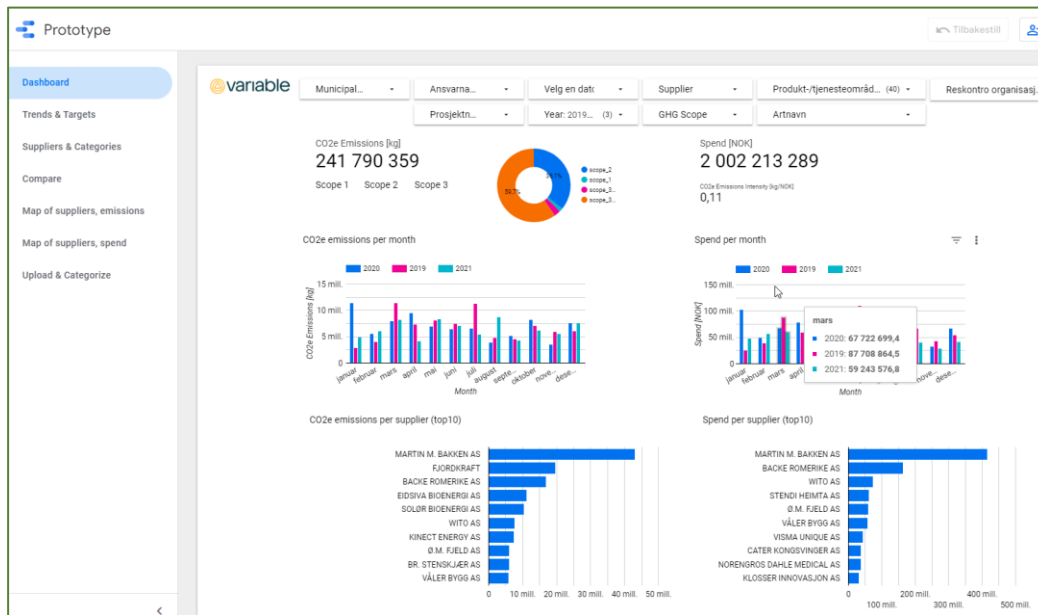 Prototype
Tilbakestill
Dashboard
Trends & Targets
Suppliers & Categories
Compare
Map of suppliers, emissions
Map of suppliers, spend
Upload & Categorize
variable
Municipal... Ansvarna... Velg en dato Supplier Produkt-/tjenesteområd... (40) Reskontro organisasj.
Prosjektn... Year: 2019... (3) GHG Scope Artnavn
CO2e Emissions [kg]
241 790 359
Scope 1 Scope 2 Scope 3
59,7%
scope_2
scope_1
scope_3...
scope_3...
Spend [NOK]
2 002 213 289
CO2e Emissions Intensity [kg/NOK]
0,11
CO2e emissions per month
2020 2019 2021
15 mill.
10 mill.
5 mill.
0
CO2e Emissions [kg]
januar februar mars april mai juni juli august septe... oktober nove... dese...
Month
Spend per month
2020 2019 2021
150 mill.
100 mill.
50 mill.
0
Spend [NOK]
januar februar mars april nove... dese...
Month
mars
2020: 67 722 699,4
2019: 87 708 864,5
2021: 59 243 576,8
CO2e emissions per supplier (top10)
MARTIN M. BAKKEN AS
FJORDKRAFT
BACKE ROMERIKE AS
EIDSIVA BIOENERGI AS
SOLØR BIOENERGI AS
WITO AS
KINECT ENERGY AS
Ø.M. FJELD AS
BR. STENSKJÆR AS
VÅLER BYGG AS
0 10 mill. 20 mill. 30 mill. 40 mill. 50 mill.
Spend per supplier (top10)
MARTIN M. BAKKEN AS
BACKE ROMERIKE AS
WITO AS
STENDI HEIMTA AS
Ø.M. FJELD AS
VÅLER BYGG AS
VISMA UNIQUE AS
CATER KONGSVINGER AS
NORENGROS DAHLE MEDICAL AS
KLOSSER INNOVASJON AS
0 200 mill. 400 mill.
100 mill. 300 mill. 500 mill.